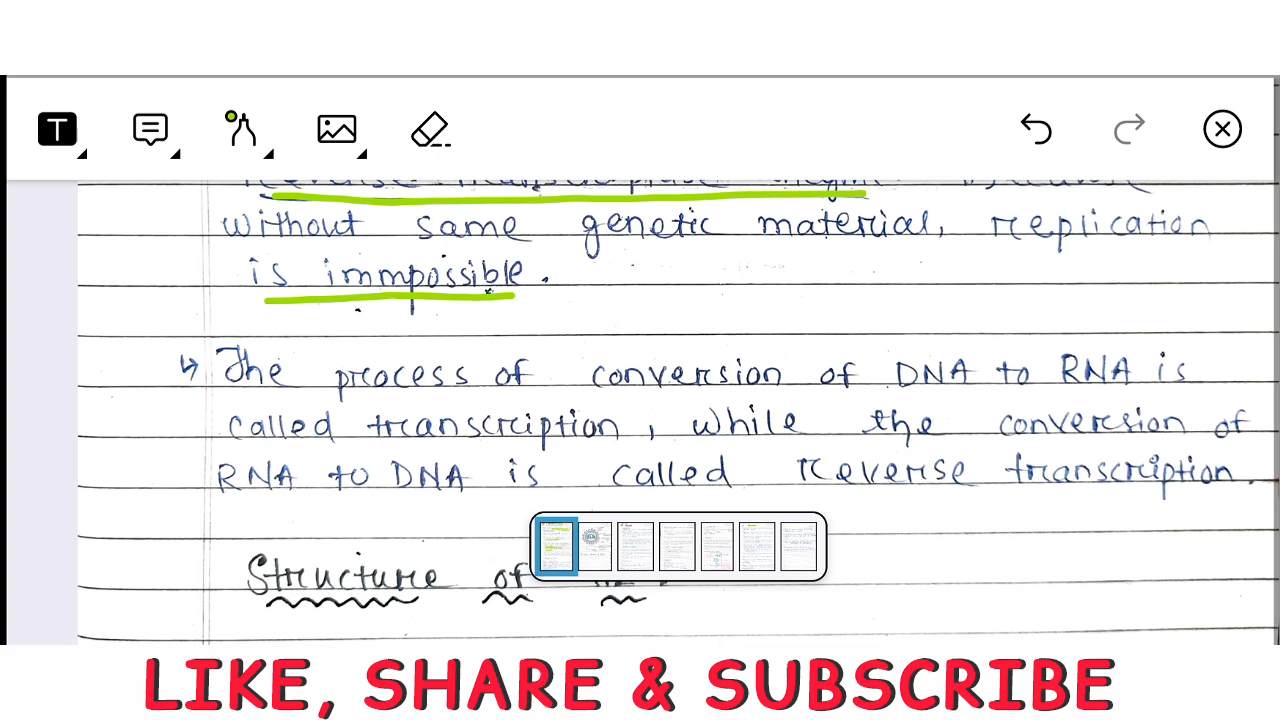 T
without same genetic material, replication
is immpossible.
↳ The process of conversion of DNA to RNA is
called transcription, while the conversion of
RNA to DNA is called reverse transcription.
Structure of
LIKE, SHARE & SUBSCRIBE